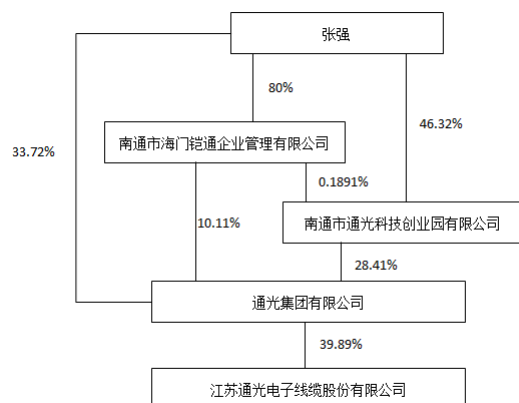 张强
80%
46.32%
南通市海门铠通企业管理有限公司
33.72%
0.1891%
10.11%
南通市通光科技创业园有限公司
28.41%
通光集团有限公司
39.89%
江苏通光电子线缆股份有限公司